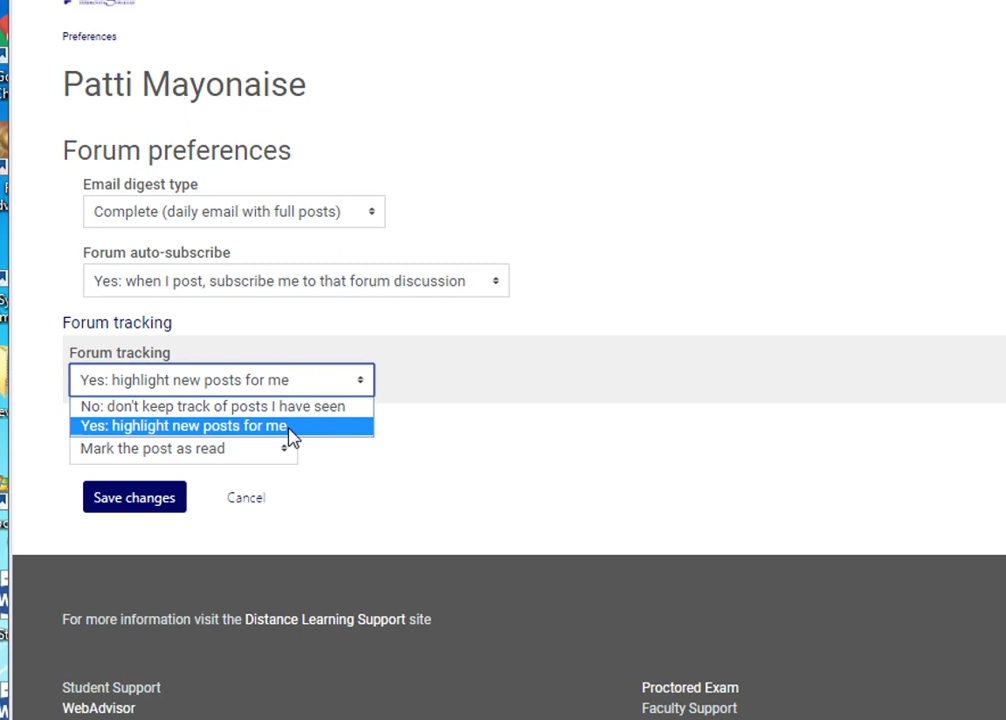 Preferences
Patti Mayonaise
Forum preferences
Email digest type
Complete (daily email with full posts)
Forum auto-subscribe
Yes: when I post, subscribe me to that forum discussion
Forum tracking
Forum tracking
Yes: highlight new posts for me
No: don't keep track of posts I have seen
Yes: highlight new posts for me
Mark the post as read
Save changes
Cancel
For more information visit the Distance Learning Support site
Student Support
Proctored Exam
WebAdvisor
Faculty Support